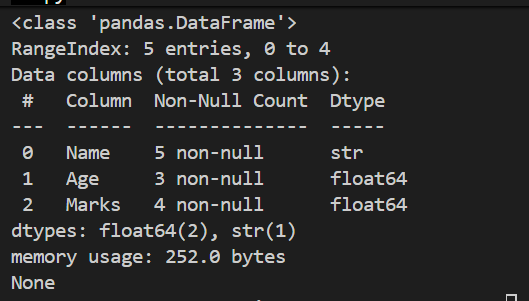 <class 'pandas.DataFrame'>
RangeIndex: 5 entries, 0 to 4
Data columns (total 3 columns):
 #   Column  Non-Null Count  Dtype
---  ------  --------------  -----
 0   Name    5 non-null      str
 1   Age     3 non-null      float64
 2   Marks   4 non-null      float64
dtypes: float64(2), str(1)
memory usage: 252.0 bytes
None